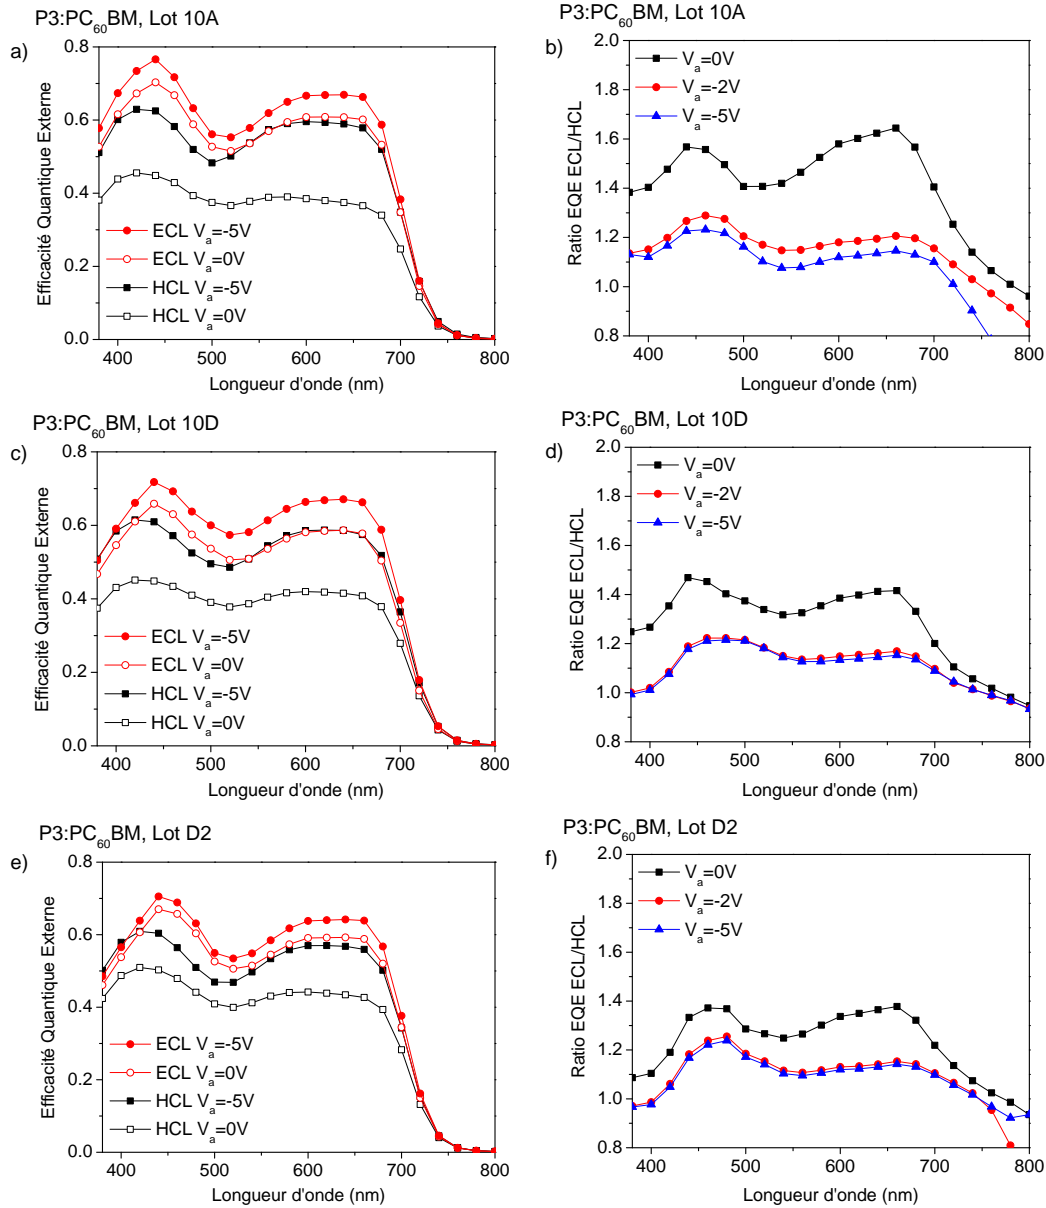 P3:PC60BM, Lot 10A
a)
Efficacité Quantique Externe
0.8
0.6
0.4
0.2
0.0
ECL Va=-5V
ECL Va=0V
HCL Va=-5V
HCL Va=0V
400 500 600 700 800
Longueur d'onde (nm)
P3:PC60BM, Lot 10A
b)
Ratio EQE ECL/HCL
2.0
1.8
1.6
1.4
1.2
1.0
0.8
Va=0V
Va=-2V
Va=-5V
400 500 600 700 800
Longueur d'onde (nm)
P3:PC60BM, Lot 10D
c)
Efficacité Quantique Externe
0.8
0.6
0.4
0.2
0.0
ECL Va=-5V
ECL Va=0V
HCL Va=-5V
HCL Va=0V
400 500 600 700 800
Longueur d'onde (nm)
P3:PC60BM, Lot 10D
d)
Ratio EQE ECL/HCL
2.0
1.8
1.6
1.4
1.2
1.0
0.8
Va=0V
Va=-2V
Va=-5V
400 500 600 700 800
Longueur d'onde (nm)
P3:PC60BM, Lot D2
e)
Efficacité Quantique Externe
0.8
0.6
0.4
0.2
0.0
ECL Va=-5V
ECL Va=0V
HCL Va=-5V
HCL Va=0V
400 500 600 700 800
Longueur d'onde (nm)
P3:PC60BM, Lot D2
f)
Ratio EQE ECL/HCL
2.0
1.8
1.6
1.4
1.2
1.0
0.8
Va=0V
Va=-2V
Va=-5V
400 500 600 700 800
Longueur d'onde (nm)